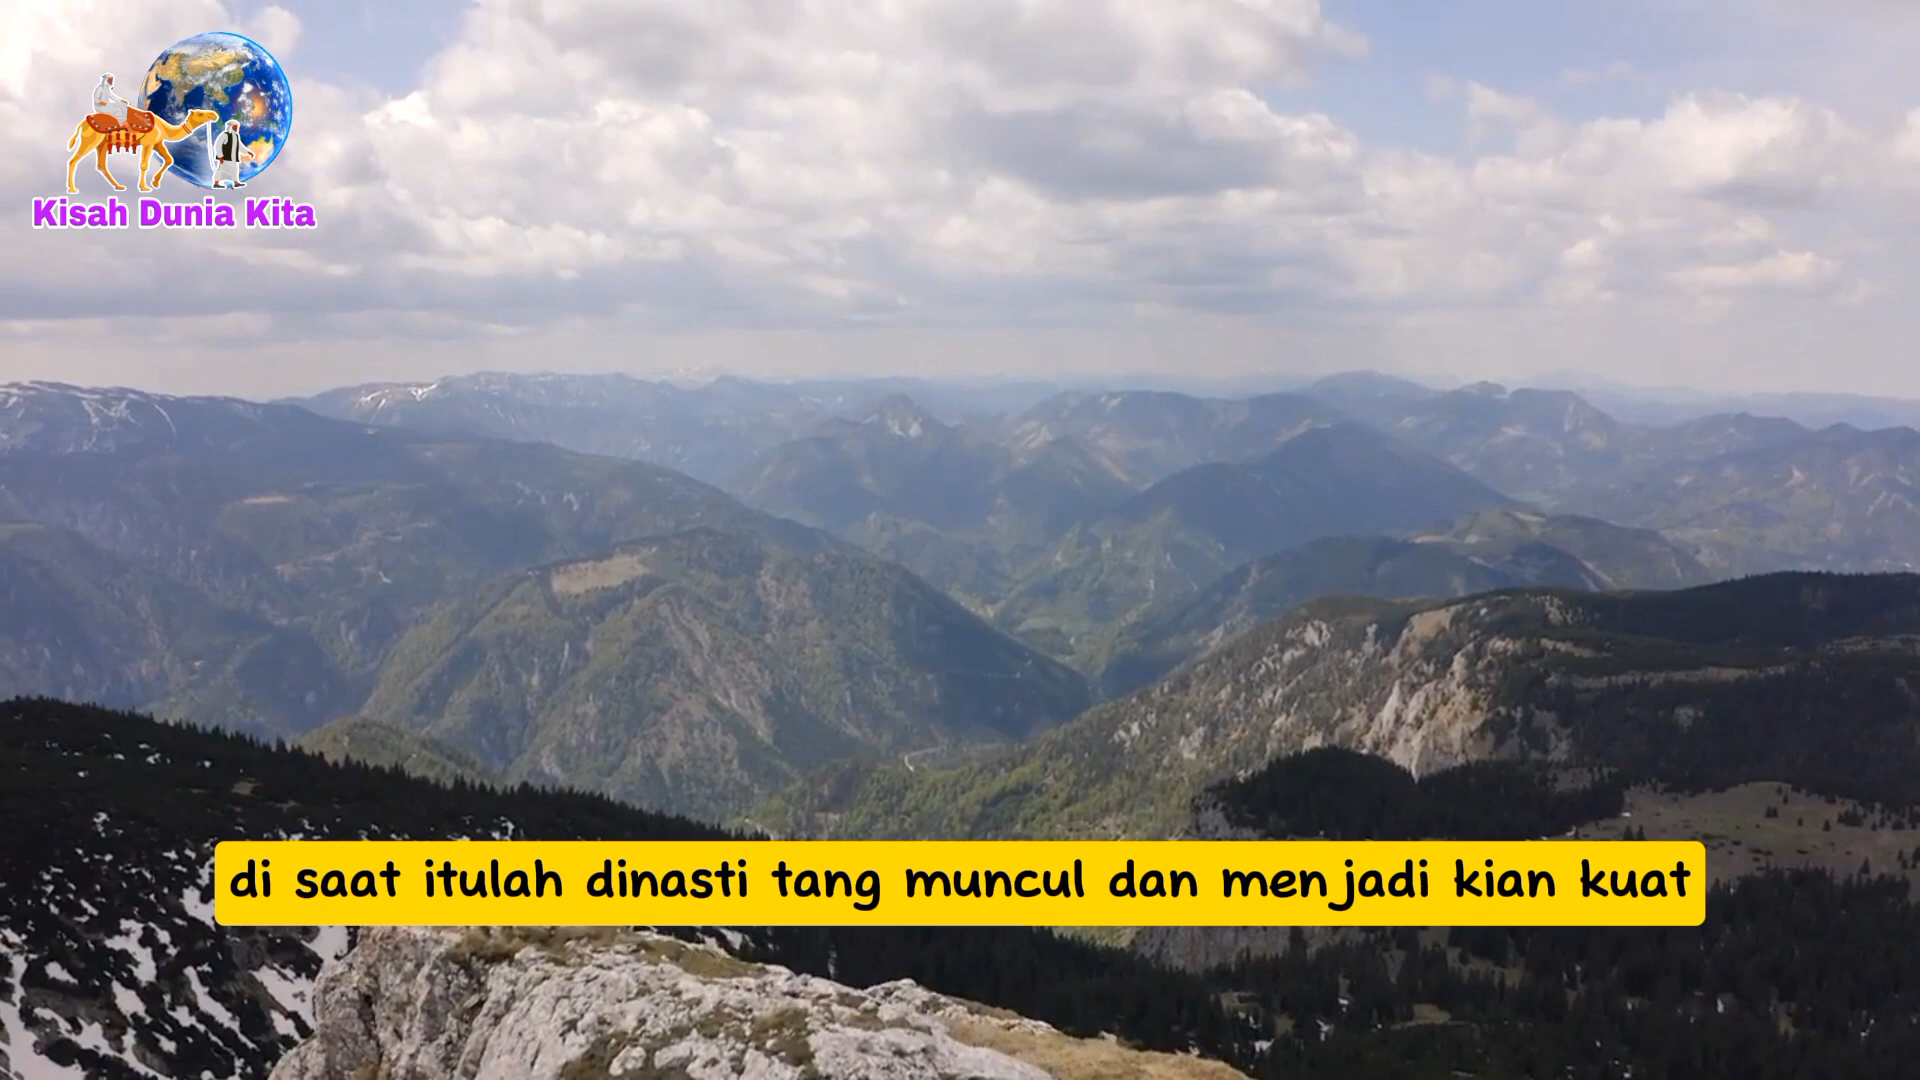 Kisah Dunia Kita
di saat itulah dinasti tang muncul dan menjadi kian kuat